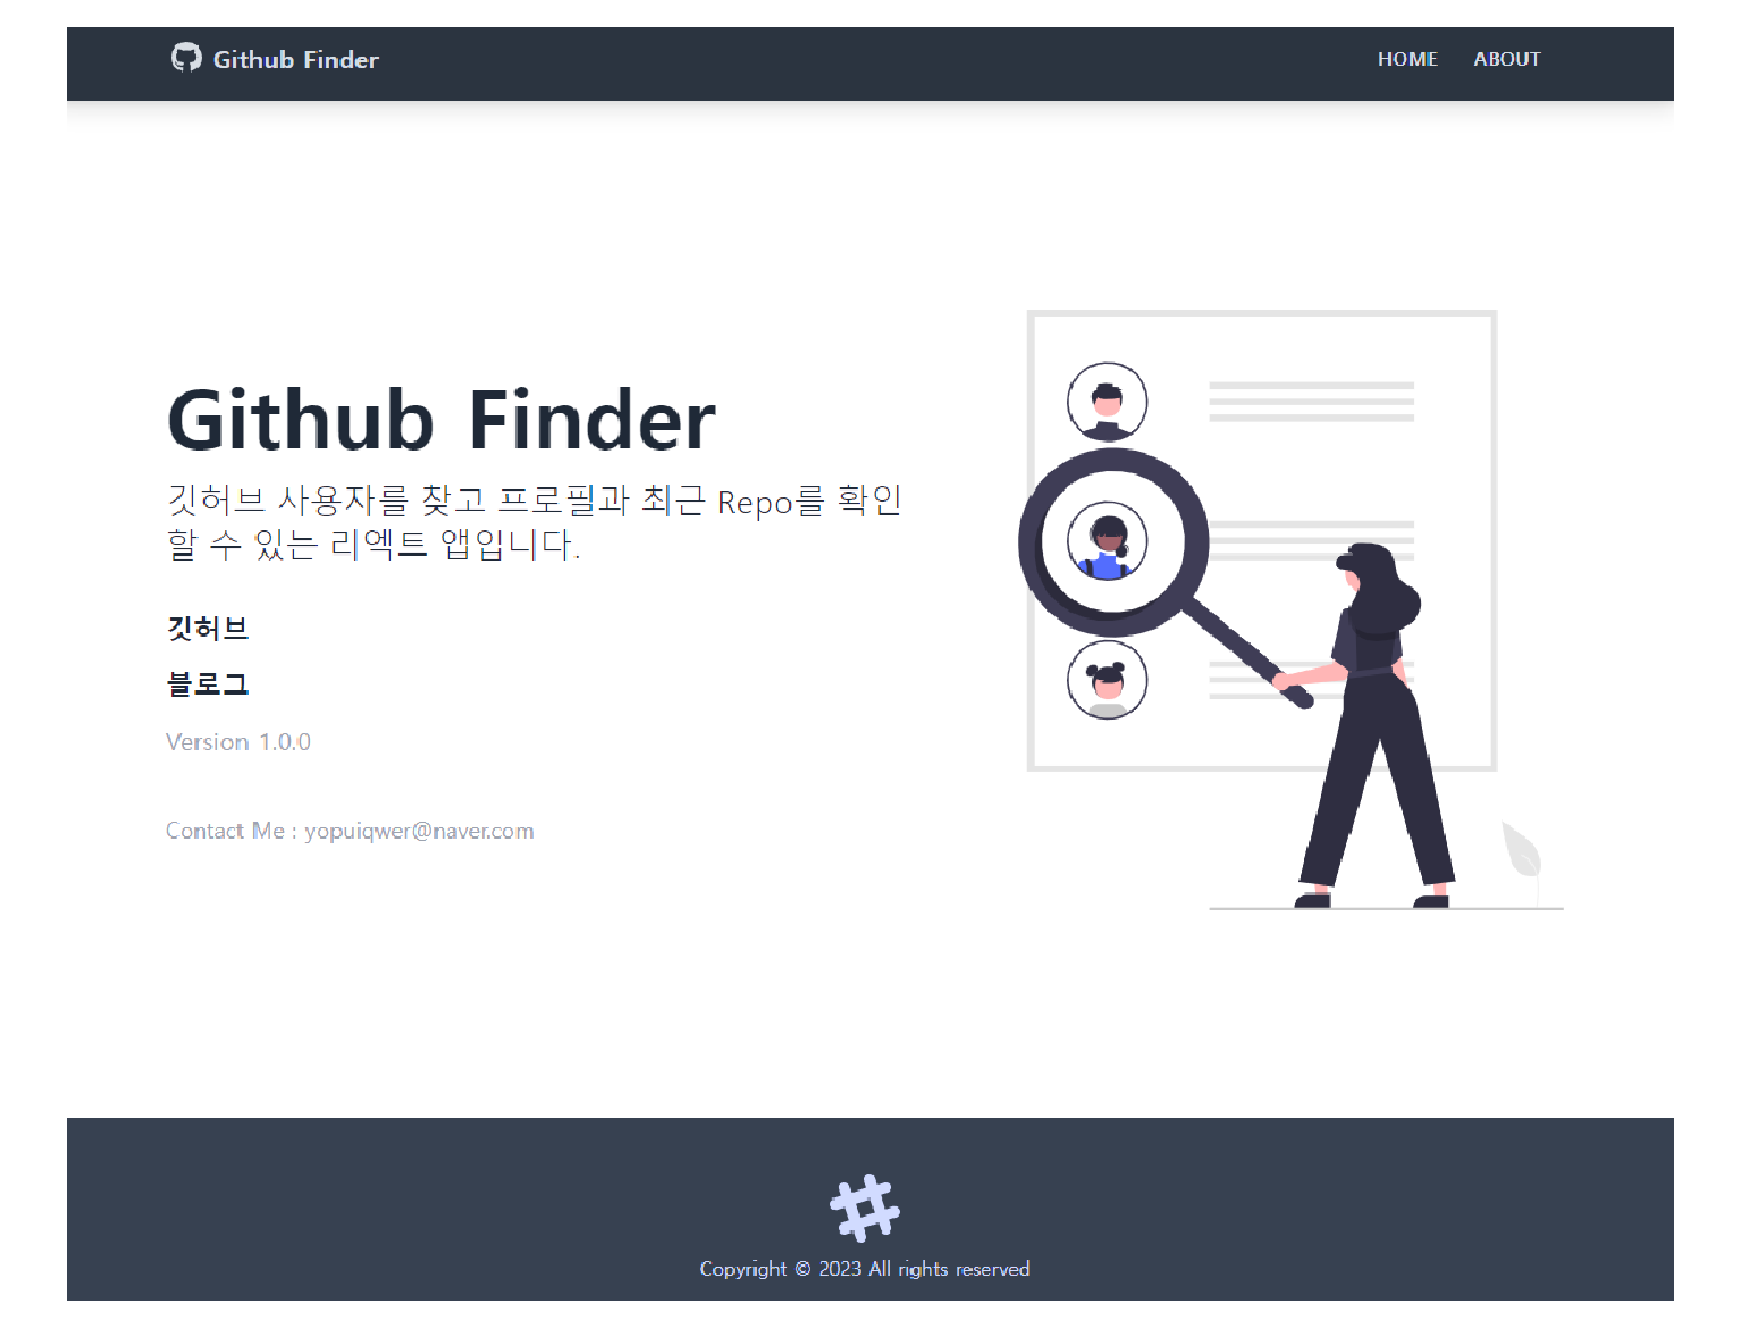 Github Finder
HOME ABOUT
Github Finder
깃허브 사용자를 찾고 프로필과 최근 Repo를 확인
할 수 있는 리엑트 앱입니다.
깃허브
블로그
Version 1.0.0
Contact Me : yopuiqwer@naver.com
Copyright © 2023 All rights reserved